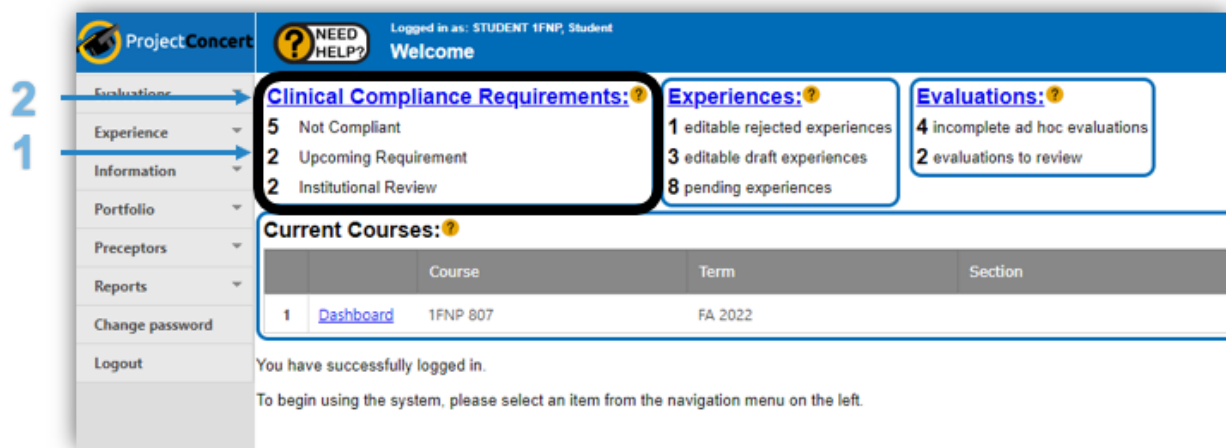 ProjectConcert
NEED
HELP?
Logged in as: STUDENT 1FNP, Student
Welcome
2
1
Evaluations
Experience
Information
Portfolio
Preceptors
Reports
Change password
Logout
Clinical Compliance Requirements:
5 Not Compliant
2 Upcoming Requirement
2 Institutional Review
Experiences:
1 editable rejected experiences
3 editable draft experiences
8 pending experiences
Evaluations:
4 incomplete ad hoc evaluations
2 evaluations to review
Current Courses:
Course Term Section
1 Dashboard 1FNP 807 FA 2022
You have successfully logged in.
To begin using the system, please select an item from the navigation menu on the left.